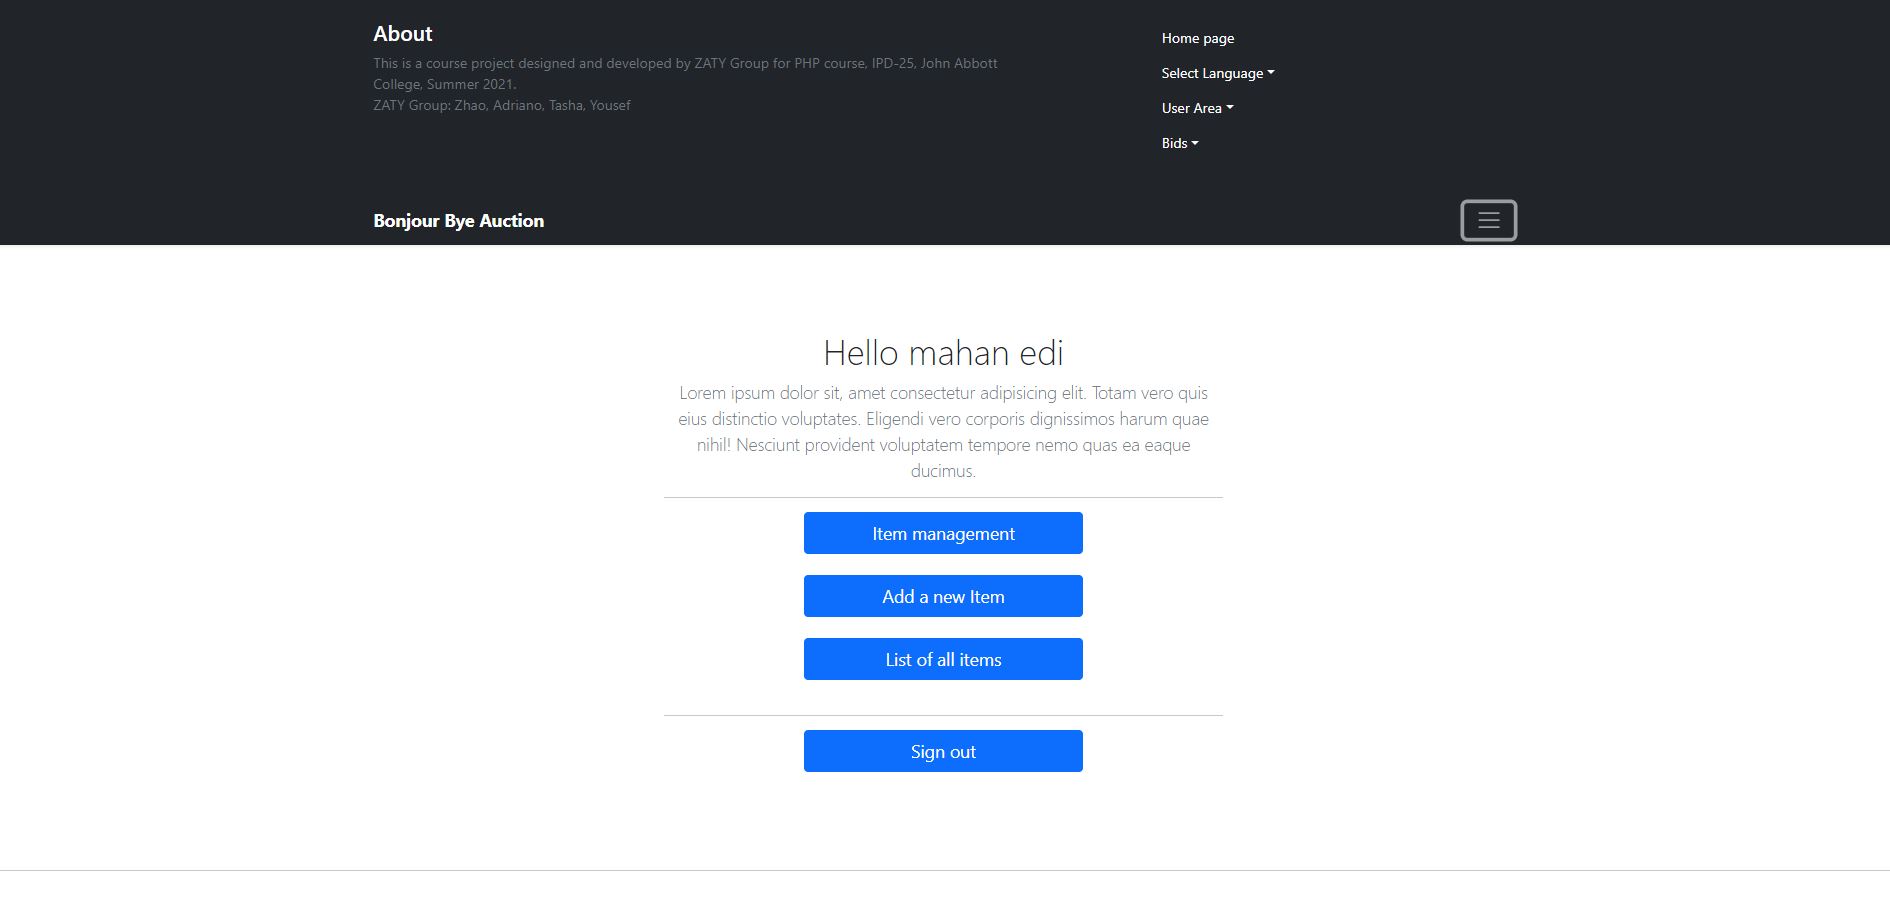 About
This is a course project designed and developed by ZATY Group for PHP course, IPD-25, John Abbott
College, Summer 2021.
ZATY Group: Zhao, Adriano, Tasha, Yousef
Home page
Select Language
User Area
Bids
Bonjour Bye Auction
Hello mahan edi
Lorem ipsum dolor sit, amet consectetur adipisicing elit. Totam vero quis
eius distinctio voluptates. Eligendi vero corporis dignissimos harum quae
nihil! Nesciunt provident voluptatem tempore nemo quas ea eaque
ducimus.
Item management
Add a new Item
List of all items
Sign out